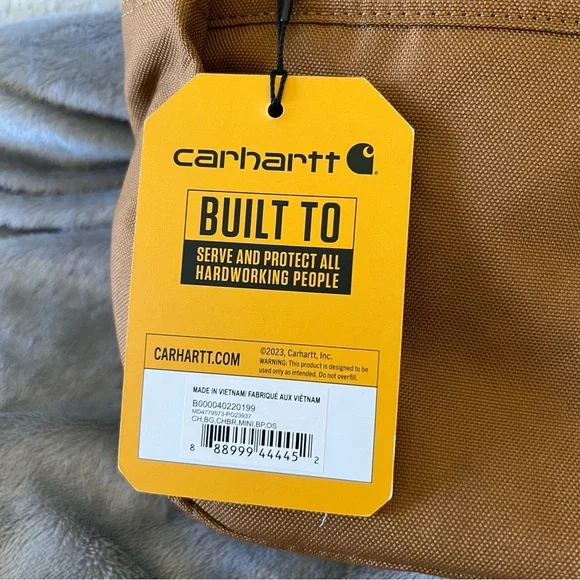 carhartt
BUILT TO
SERVE AND PROTECT ALL
HARDWORKING PEOPLE
CARHARTT.COM
©2023, Carhartt, Inc.
WARNING: This product is designed to be
used only as intended. Do not overfill.
MADE IN VIETNAM/ FABRIQUÉ AUX VIÊTNAM
B000040220199
MD4779573-PO23937
CH,BG,CHBR,MINI,BP,OS
8 88999 44445 2